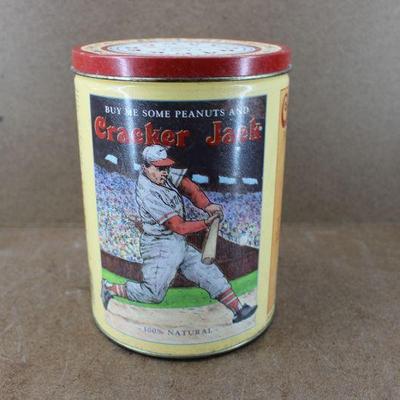 BUY ME SOME PEANUTS AND
Cracker Jack
100% NATURAL